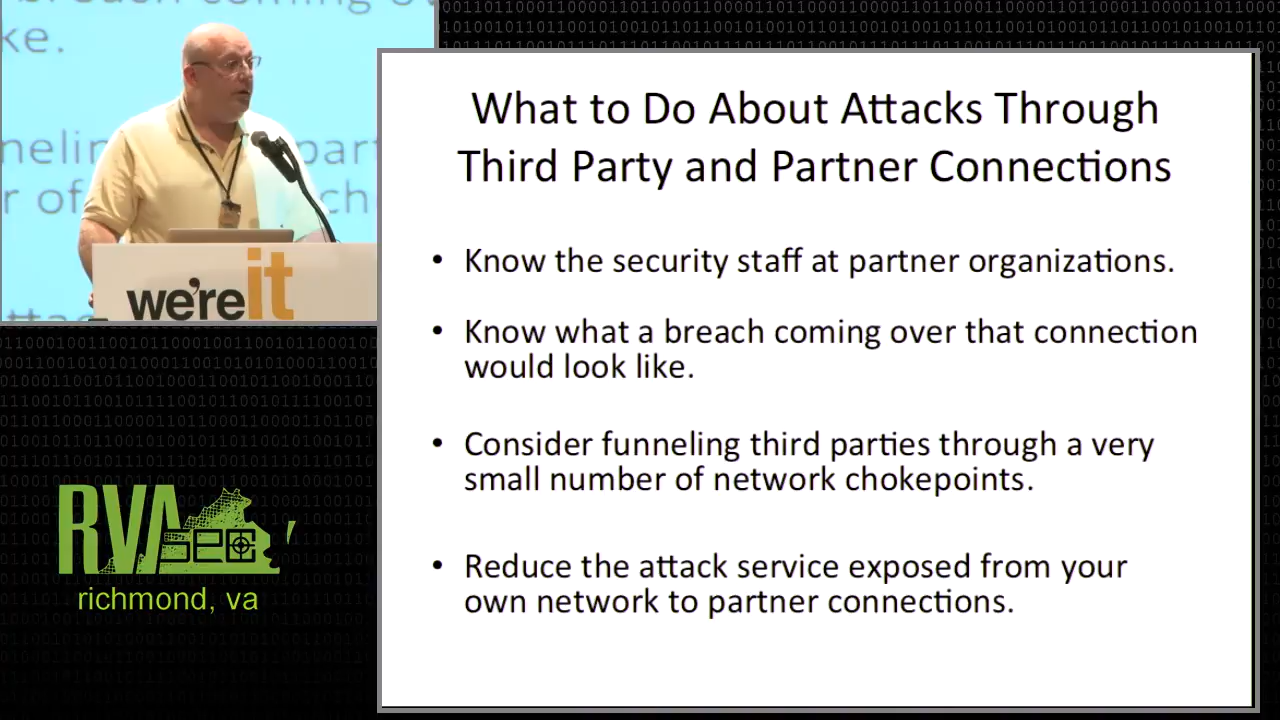 What to Do About Attacks Through
Third Party and Partner Connections
• Know the security staff at partner organizations.
• Know what a breach coming over that connection
would look like.
• Consider funneling third parties through a very
small number of network chokepoints.
• Reduce the attack service exposed from your
own network to partner connections.
we're it
RVA
SEC
richmond, va